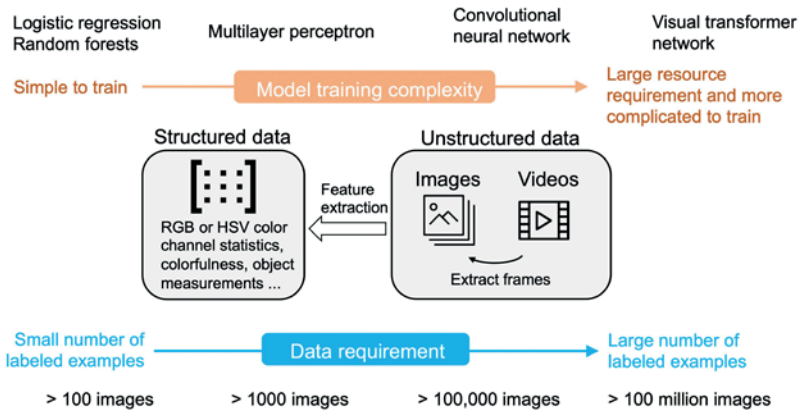 Logistic regression
Random forests
Multilayer perceptron
Convolutional
neural network
Visual transformer
network
Simple to train
Model training complexity
Large resource
requirement and more
complicated to train
Structured data
Unstructured data
RGB or HSV color
channel statistics,
colorfulness, object
measurements ...
Feature
extraction
Images
Videos
Extract frames
Small number of
labeled examples
Data requirement
Large number of
labeled examples
> 100 images
> 1000 images
> 100,000 images
> 100 million images